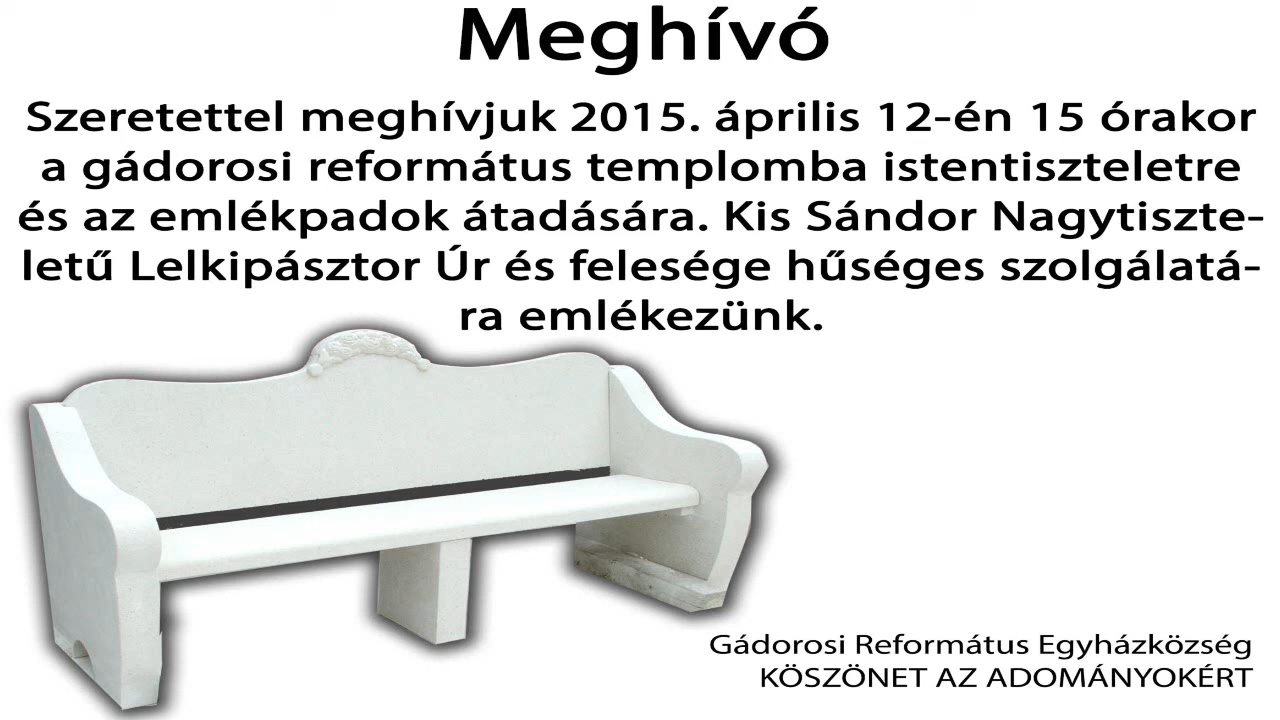 Meghívó
Szeretettel meghívjuk 2015. április 12-én 15 órakor
a gádorosi református templomba istentiszteletre
és az emlékpadok átadására. Kis Sándor Nagytiszte-
letű Lelkipásztor Úr és felesége hűséges szolgálatá-
ra emlékezünk.
Gádorosi Református Egyházközség
KÖSZÖNET AZ ADOMÁNYOKÉRT